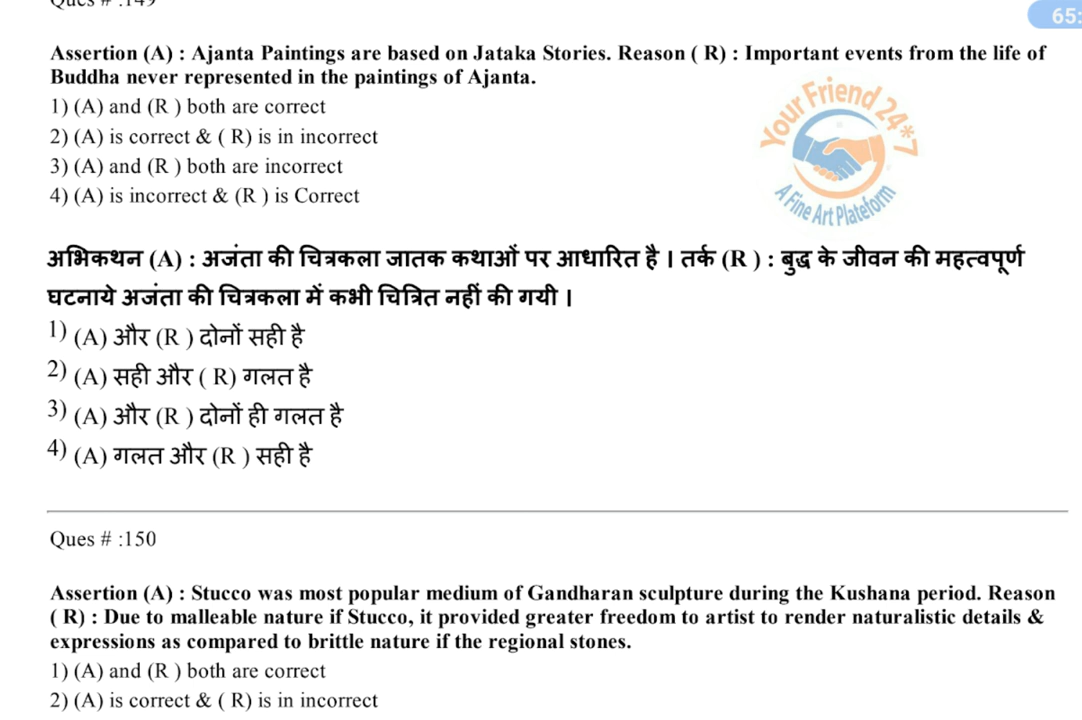 Ques # :149
65:
Assertion (A) : Ajanta Paintings are based on Jataka Stories. Reason ( R) : Important events from the life of
Buddha never represented in the paintings of Ajanta.
1) (A) and (R ) both are correct
2) (A) is correct & ( R) is in incorrect
3) (A) and (R ) both are incorrect
4) (A) is incorrect & (R ) is Correct
Your Friend 24*7
A Fine Art Plateform
अभिकथन (A) : अजंता की चित्रकला जातक कथाओं पर आधारित है । तर्क (R ) : बुद्ध के जीवन की महत्वपूर्ण
घटनाये अजंता की चित्रकला में कभी चित्रित नहीं की गयी ।
1) (A) और (R ) दोनों सही है
2) (A) सही और ( R) गलत है
3) (A) और (R ) दोनों ही गलत है
4) (A) गलत और (R ) सही है
Ques # :150
Assertion (A) : Stucco was most popular medium of Gandharan sculpture during the Kushana period. Reason
( R) : Due to malleable nature if Stucco, it provided greater freedom to artist to render naturalistic details &
expressions as compared to brittle nature if the regional stones.
1) (A) and (R ) both are correct
2) (A) is correct & ( R) is in incorrect